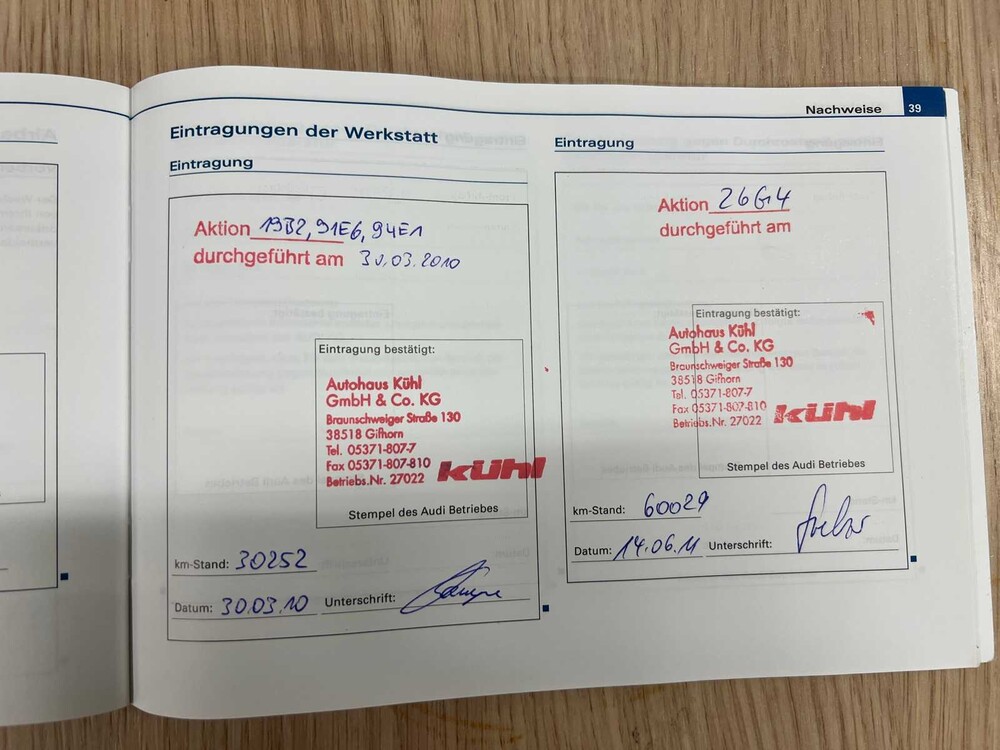 Nachweise 39
Eintragungen der Werkstatt
Eintragung
Aktion 19B2, 91E6, 94E1
durchgeführt am 30.03.2010
Eintragung bestätigt:
Autohaus Kühl
GmbH & Co. KG
Braunschweiger Straße 130
38518 Gifhorn
Tel. 05371-807-7
Fax 05371-807-810
Betriebs.Nr. 27022 kühl
Stempel des Audi Betriebes
km-Stand: 30252
Datum: 30.03.10 Unterschrift:
Eintragung
Aktion 26G4
durchgeführt am
Eintragung bestätigt:
Autohaus Kühl
GmbH & Co. KG
Braunschweiger Straße 130
38518 Gifhorn
Tel. 05371-807-7
Fax 05371-807-810
Betriebs.Nr. 27022 kühl
Stempel des Audi Betriebes
km-Stand: 60029
Datum: 14.06.11 Unterschrift: